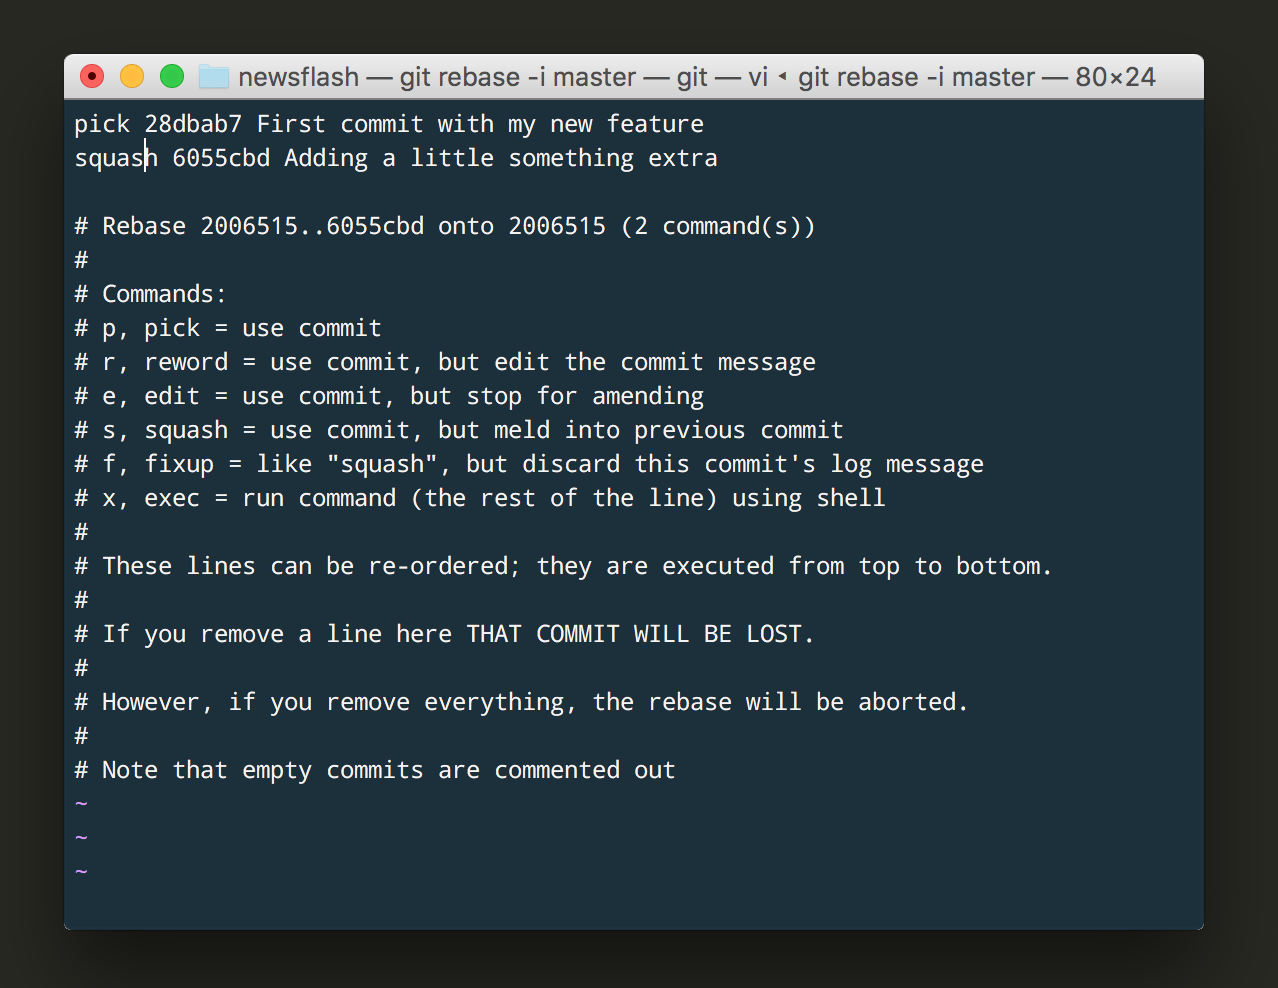 newsflash — git rebase -i master — git — vi ◂ git rebase -i master — 80×24
pick 28dbab7 First commit with my new feature
squash 6055cbd Adding a little something extra
# Rebase 2006515..6055cbd onto 2006515 (2 command(s))
#
# Commands:
# p, pick = use commit
# r, reword = use commit, but edit the commit message
# e, edit = use commit, but stop for amending
# s, squash = use commit, but meld into previous commit
# f, fixup = like "squash", but discard this commit's log message
# x, exec = run command (the rest of the line) using shell
#
# These lines can be re-ordered; they are executed from top to bottom.
#
# If you remove a line here THAT COMMIT WILL BE LOST.
#
# However, if you remove everything, the rebase will be aborted.
#
# Note that empty commits are commented out
~
~
~